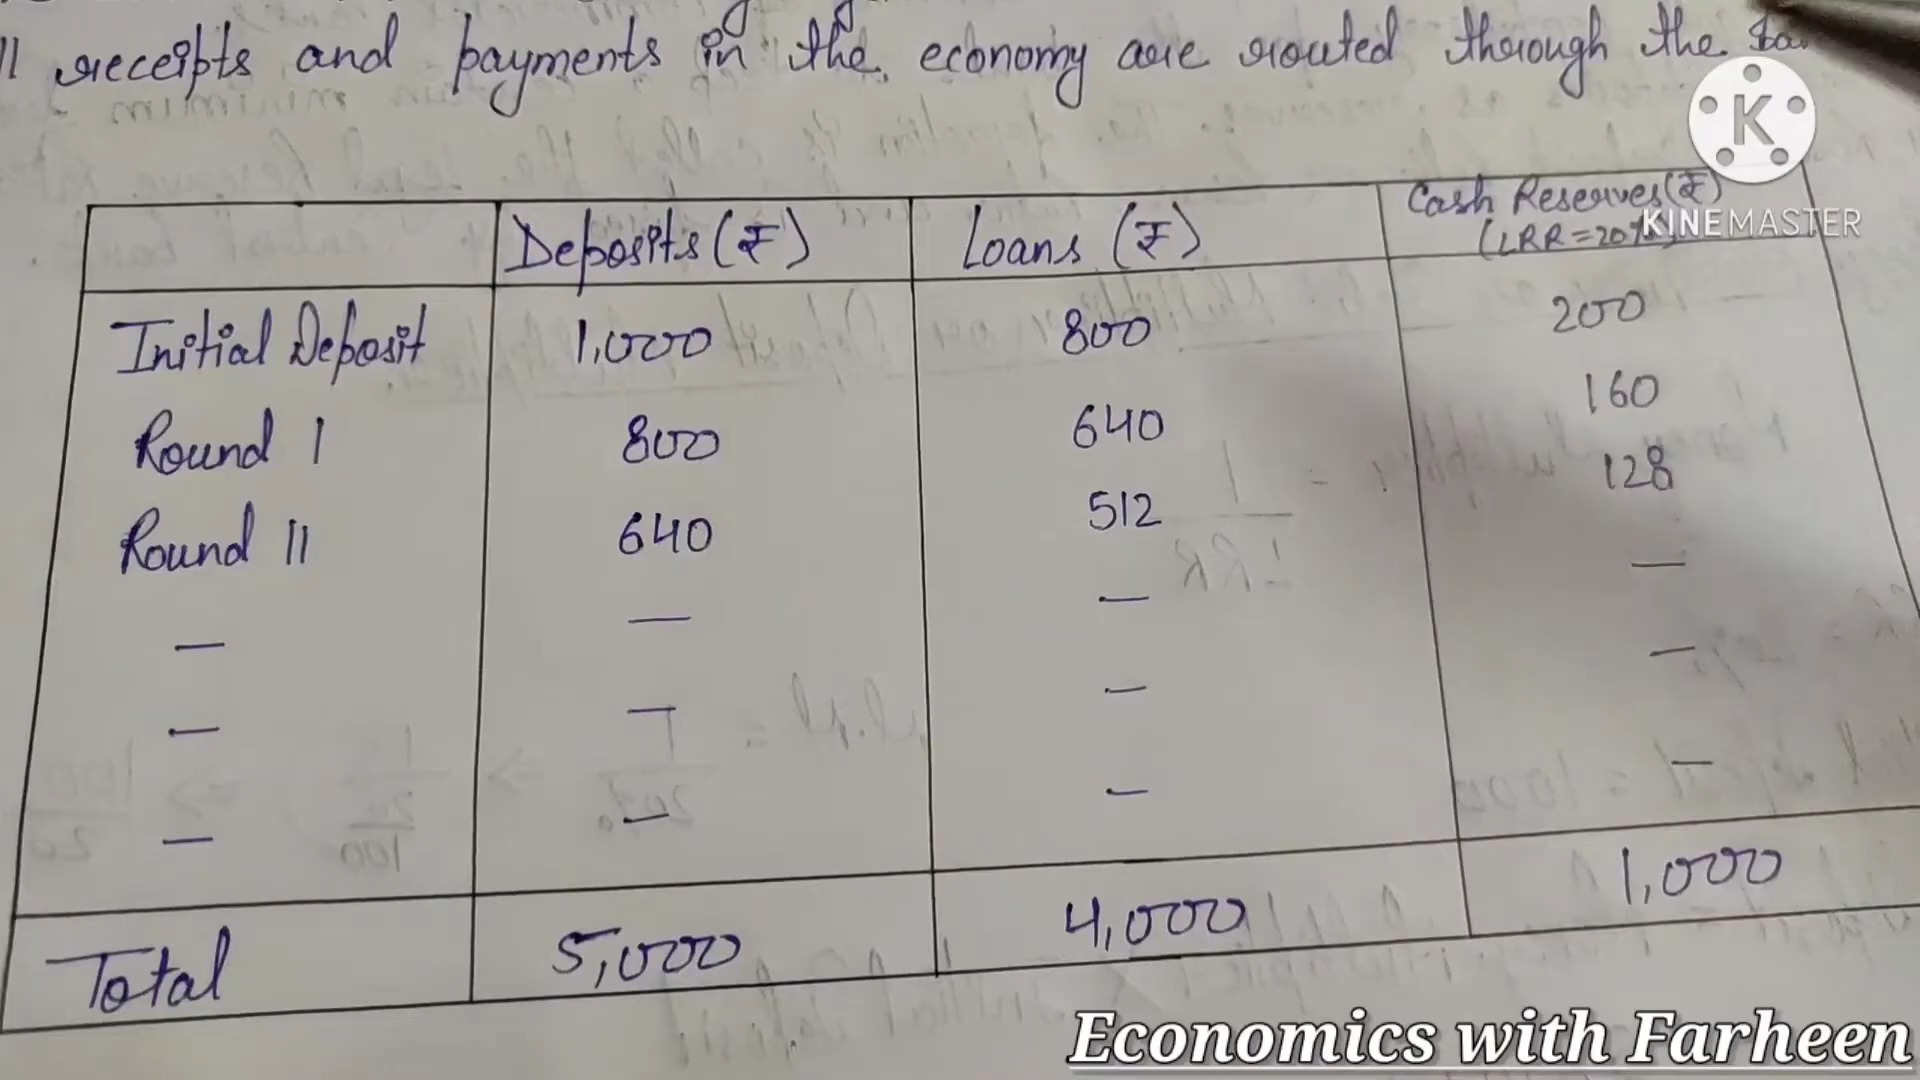 receipts and payments in the economy are routed through the
K
KINEMASTER
Deposits (₹) Loans (₹) Cash Reserves (₹)
(LRR=20%)
Initial Deposit 1,000 800 200
Round I 800 640 160
Round II 640 512 128
— — — —
— — — —
— — — —
Total 5,000 4,000 1,000
Economics with Farheen